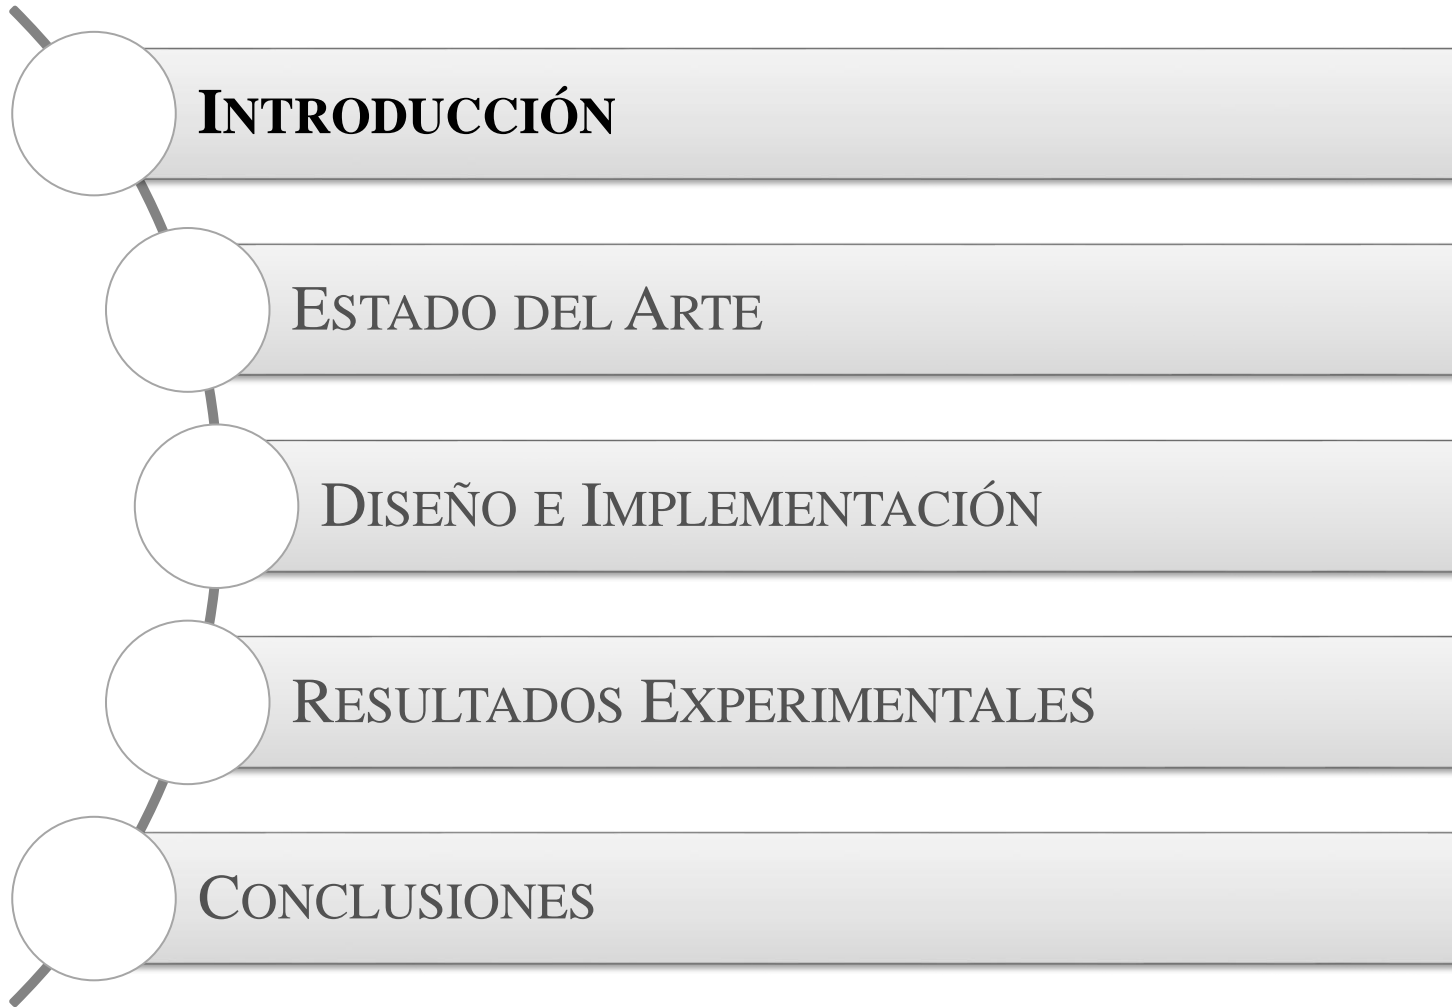 Introducción
Estado del Arte
Diseño e Implementación
Resultados Experimentales
Conclusiones